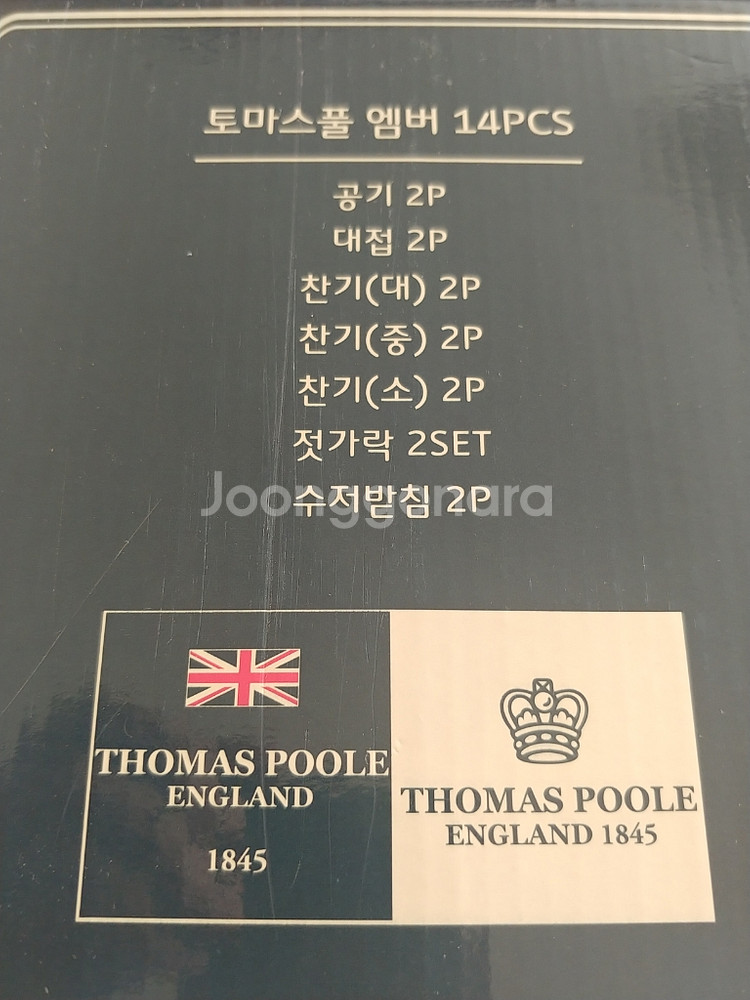 토마스풀 엠버 14PCS
공기 2P
대접 2P
찬기(대) 2P
찬기(중) 2P
찬기(소) 2P
젓가락 2SET
수저받침 2P
Joonggonara
THOMAS POOLE
ENGLAND
1845
THOMAS POOLE
ENGLAND 1845